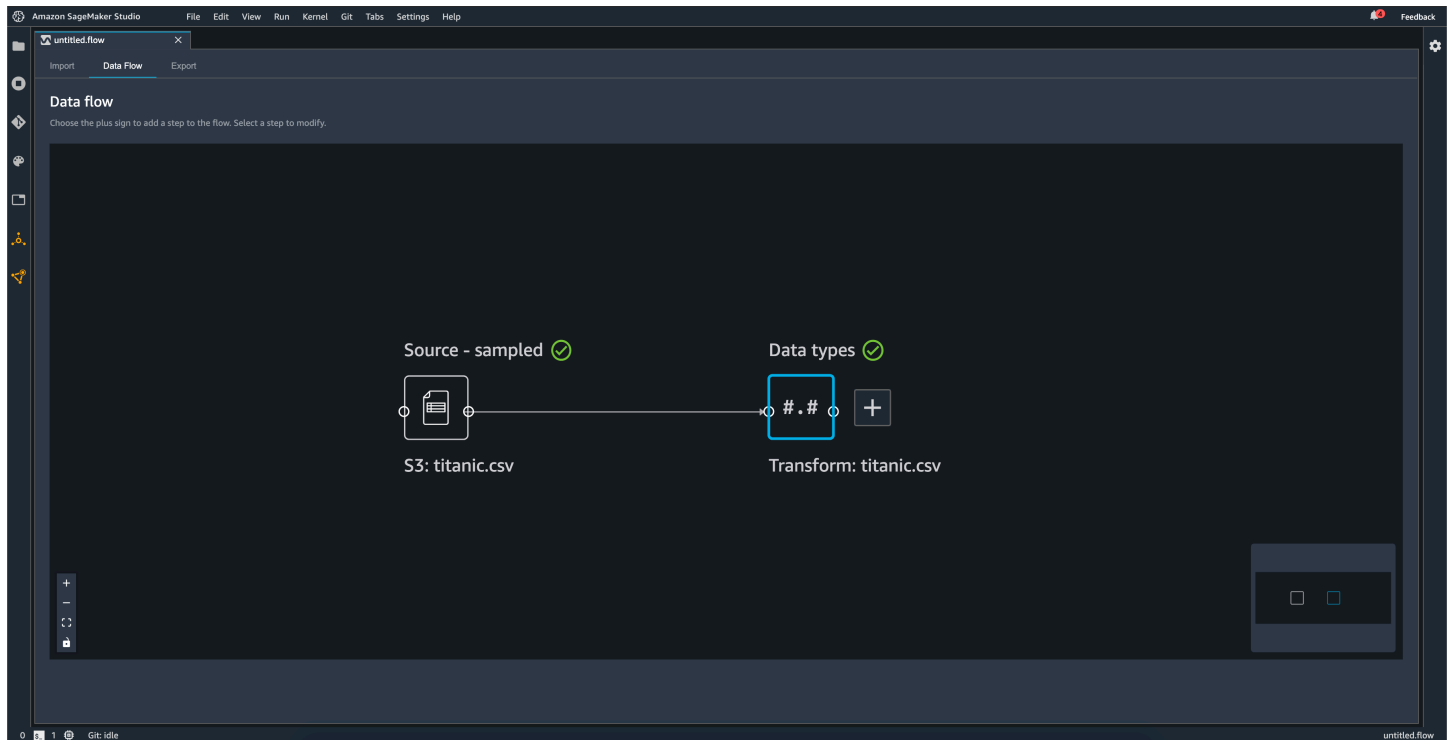 Amazon SageMaker Studio File Edit View Run Kernel Git Tabs Settings Help 4 Feedback
untitled.flow
Import Data Flow Export
Data flow
Choose the plus sign to add a step to the flow. Select a step to modify.
Source - sampled Data types
#.#
S3: titanic.csv Transform: titanic.csv
0 $_ 1 Git: idle untitled.flow